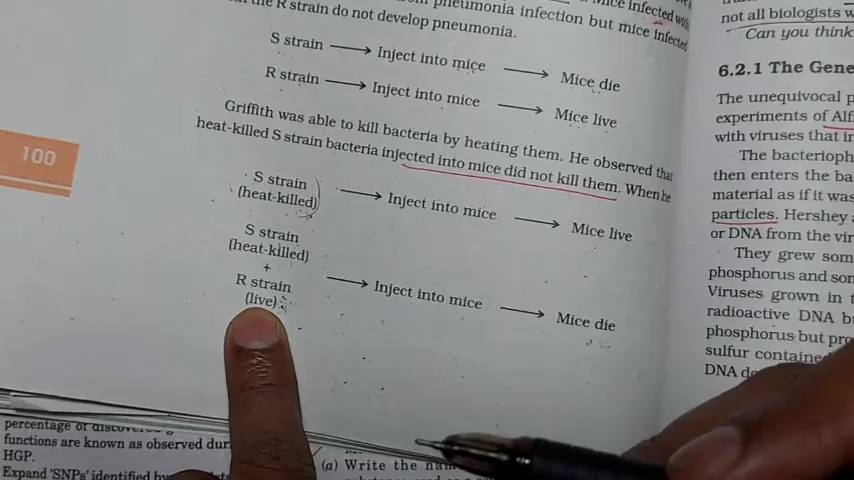 the R strain do not develop pneumonia.
pneumonia infection but mice infected
Mice infected with
S strain → Inject into mice → Mice die
R strain → Inject into mice → Mice live
Griffith was able to kill bacteria by heating them. He observed that
heat-killed S strain bacteria injected into mice did not kill them. When he
100
S strain
(heat-killed) → Inject into mice → Mice live
S strain
(heat-killed)
+
R strain
(live) → Inject into mice → Mice die
not all biologists
Can you think
6.2.1 The Gene
The unequivocal
experiments of Alf
with viruses that
The bacterioph
then enters the ba
material as if it was
particles. Hershey
or DNA from the vir
They grew som
phosphorus and so
Viruses grown in
radioactive DNA b
phosphorus but pro
sulfur contained
DNA
percentage of
functions are known as observed dur
HGP.
Expand 'SNPs' identified by
(a) Write the nam